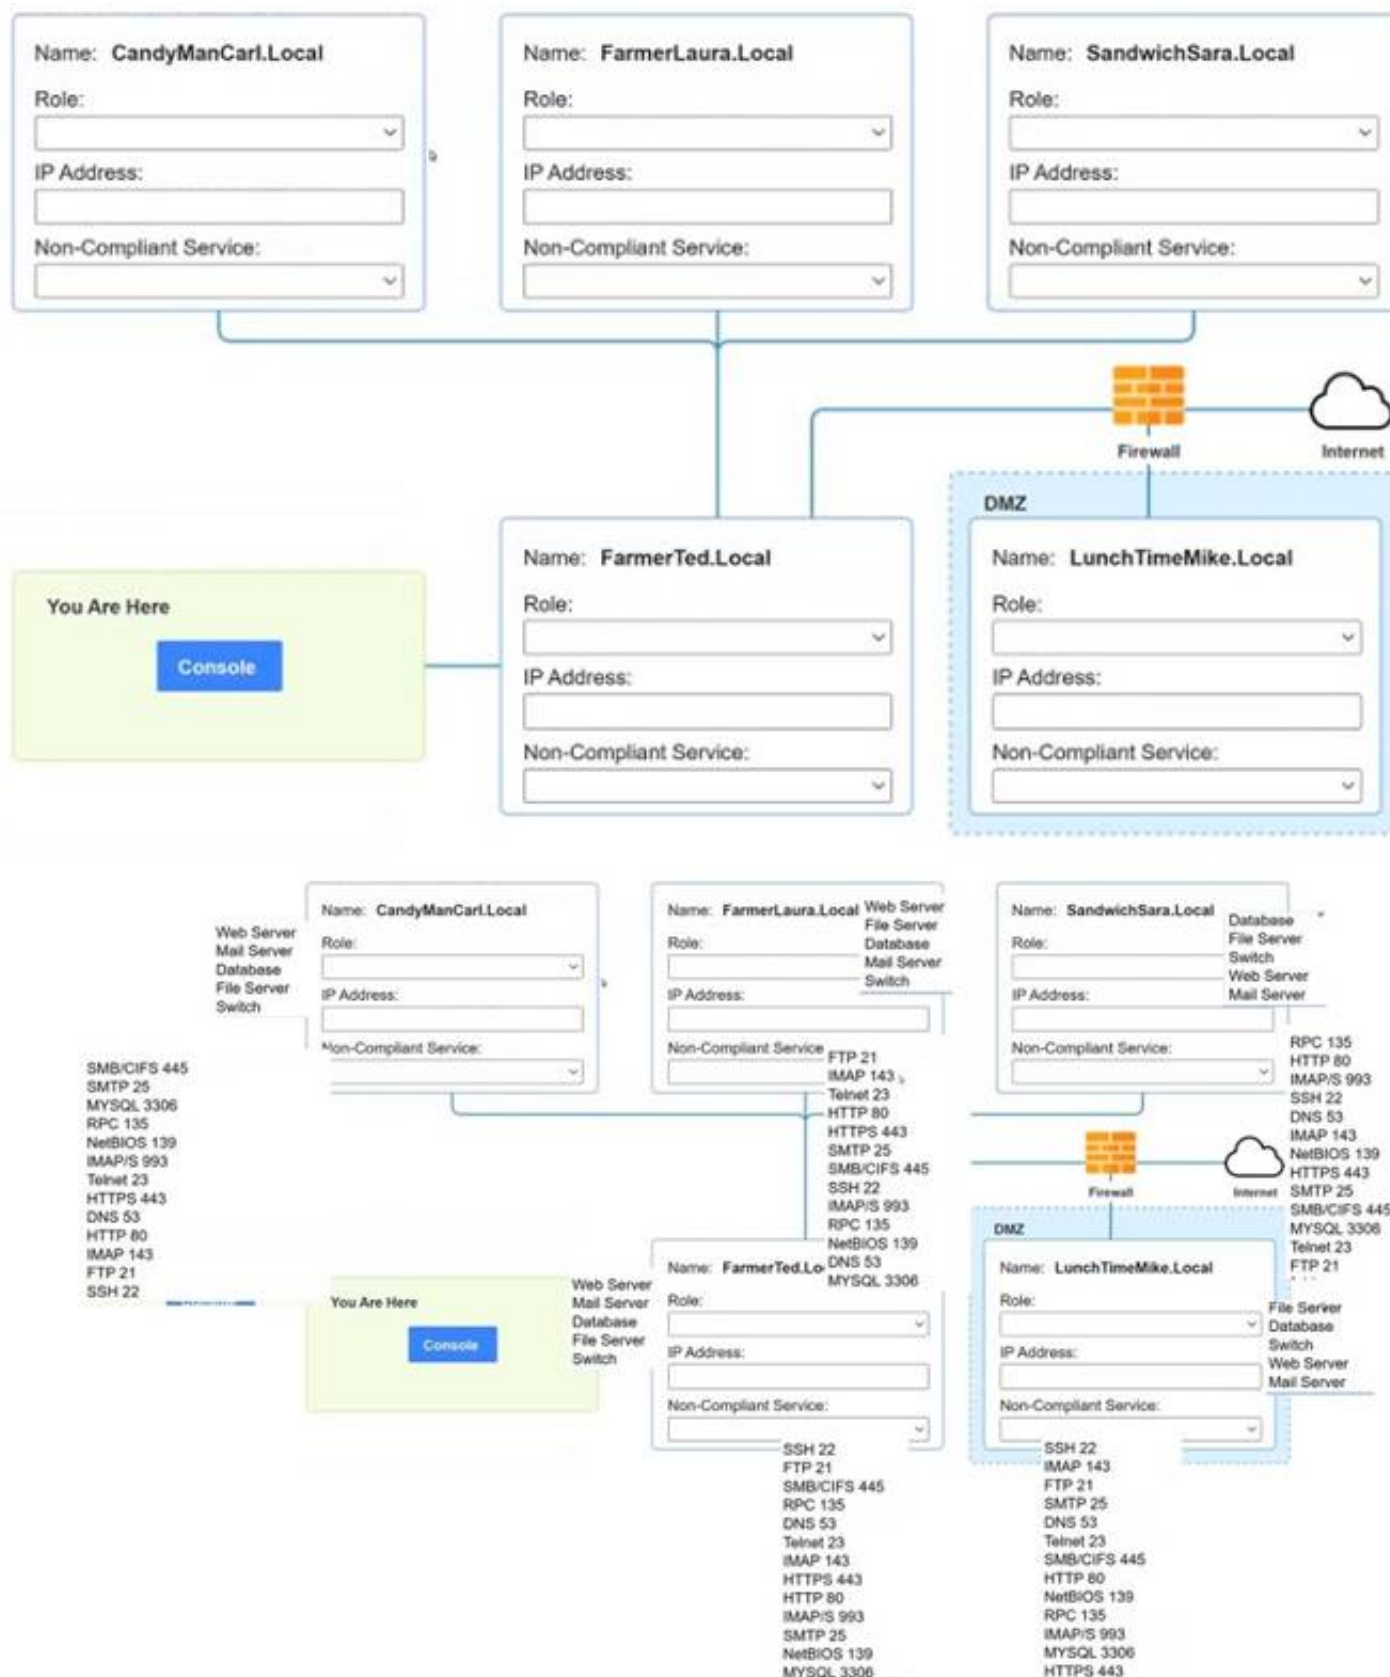 Name: CandyManCarl.Local
Role:
IP Address:
Non-Compliant Service:
Name: FarmerLaura.Local
Role:
IP Address:
Non-Compliant Service:
Name: SandwichSara.Local
Role:
IP Address:
Non-Compliant Service:
Firewall
Internet
You Are Here
Console
Name: FarmerTed.Local
Role:
IP Address:
Non-Compliant Service:
DMZ
Name: LunchTimeMike.Local
Role:
IP Address:
Non-Compliant Service:
Name: CandyManCarl.Local
Role:
IP Address:
Non-Compliant Service:
Web Server
Mail Server
Database
File Server
Switch
SMB/CIFS 445
SMTP 25
MYSQL 3306
RPC 135
NetBIOS 139
IMAP/S 993
Telnet 23
HTTPS 443
DNS 53
HTTP 80
IMAP 143
FTP 21
SSH 22
Name: FarmerLaura.Local
Role:
IP Address:
Non-Compliant Service
Web Server
File Server
Database
Mail Server
Switch
FTP 21
IMAP 143
Telnet 23
HTTP 80
HTTPS 443
SMTP 25
SMB/CIFS 445
SSH 22
IMAP/S 993
RPC 135
NetBIOS 139
DNS 53
MYSQL 3306
Name: SandwichSara.Local
Role:
IP Address:
Non-Compliant Service:
Database
File Server
Switch
Web Server
Mail Server
RPC 135
HTTP 80
IMAP/S 993
SSH 22
DNS 53
IMAP 143
NetBIOS 139
HTTPS 443
SMTP 25
SMB/CIFS 445
MYSQL 3306
Telnet 23
FTP 21
Firewall
Internet
You Are Here
Console
Name: FarmerTed.Lo
Role:
IP Address:
Non-Compliant Service:
Web Server
Mail Server
Database
File Server
Switch
SSH 22
FTP 21
SMB/CIFS 445
RPC 135
DNS 53
Telnet 23
IMAP 143
HTTPS 443
HTTP 80
IMAP/S 993
SMTP 25
NetBIOS 139
MYSQL 3306
DMZ
Name: LunchTimeMike.Local
Role:
IP Address:
Non-Compliant Service:
File Server
Database
Switch
Web Server
Mail Server
SSH 22
IMAP 143
FTP 21
SMTP 25
DNS 53
Telnet 23
SMB/CIFS 445
HTTP 80
NetBIOS 139
RPC 135
IMAP/S 993
MYSQL 3306
HTTPS 443